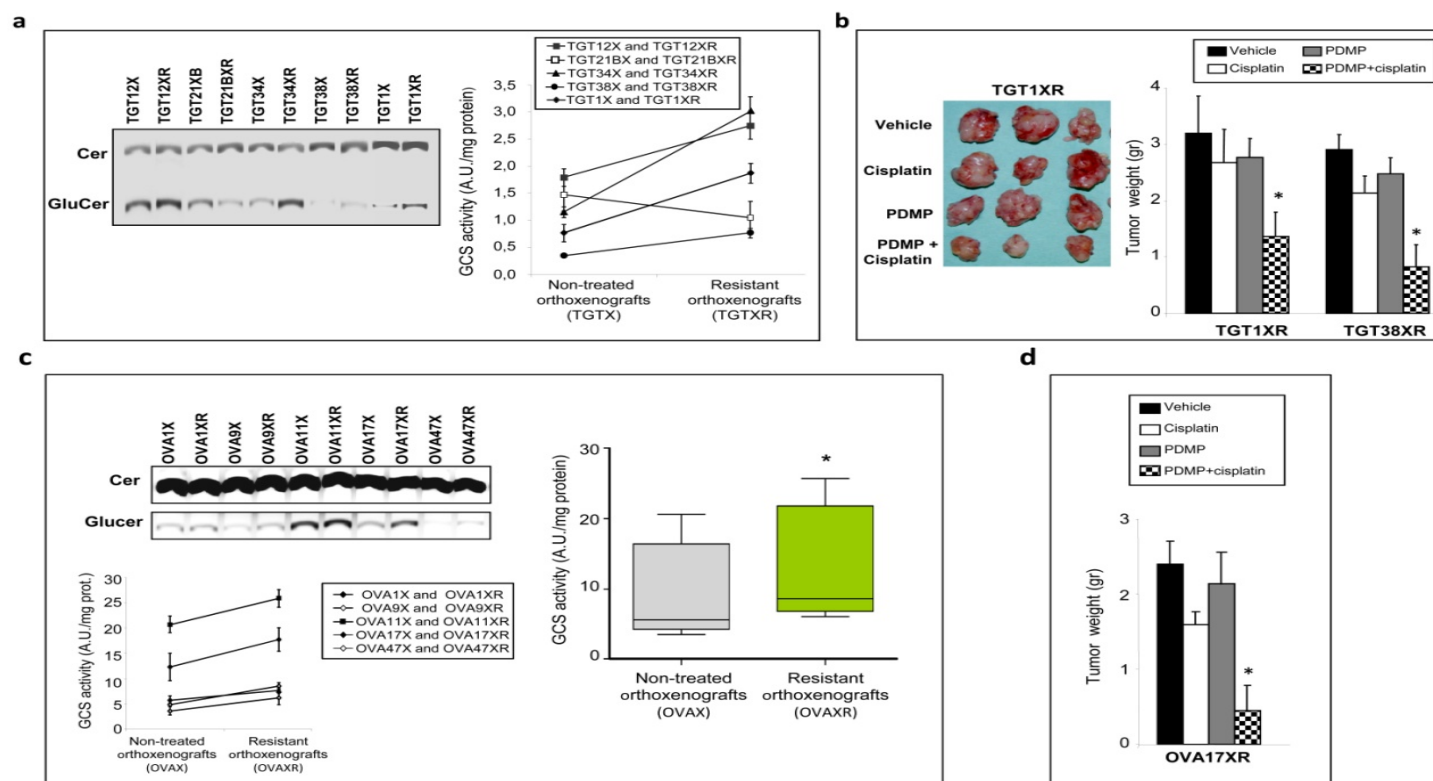 a
TGT12X
TGT12XR
TGT21XB
TGT21BXR
TGT34X
TGT34XR
TGT38X
TGT38XR
TGT1X
TGT1XR
Cer
GluCer
TGT12X and TGT12XR
TGT21BX and TGT21BXR
TGT34X and TGT34XR
TGT38X and TGT38XR
TGT1X and TGT1XR
GCS activity (A.U./mg protein)
3,5
3,0
2,5
2,0
1,5
1,0
0,5
0,0
Non-treated
orthoxenografts
(TGTX)
Resistant
orthoxenografts
(TGTXR)
b
Vehicle
PDMP
Cisplatin
PDMP+cisplatin
TGT1XR
Vehicle
Cisplatin
PDMP
PDMP +
Cisplatin
Tumor weight (gr)
4
3
2
1
0
*
*
TGT1XR
TGT38XR
c
OVA1X
OVA1XR
OVA9X
OVA9XR
OVA11X
OVA11XR
OVA17X
OVA17XR
OVA47X
OVA47XR
Cer
Glucer
GCS activity (A.U./mg prot.)
30
25
20
15
10
5
0
Non-treated
orthoxenografts
(OVAX)
Resistant
orthoxenografts
(OVAXR)
OVA1X and OVA1XR
OVA9X and OVA9XR
OVA11X and OVA11XR
OVA17X and OVA17XR
OVA47X and OVA47XR
GCS activity (A.U./mg protein)
30
20
10
0
*
Non-treated
orthoxenografts
(OVAX)
Resistant
orthoxenografts
(OVAXR)
d
Vehicle
Cisplatin
PDMP
PDMP+cisplatin
Tumor weight (gr)
3
2
1
0
*
OVA17XR